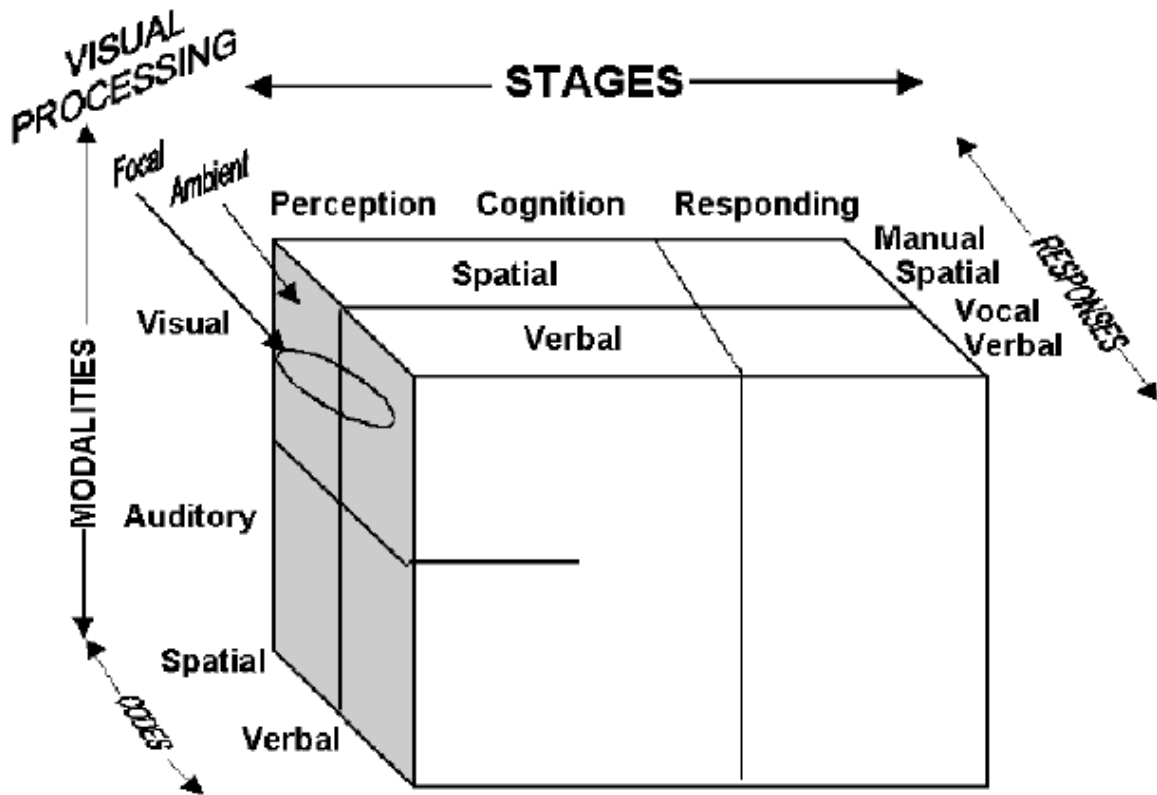 VISUAL
PROCESSING
STAGES
Focal
Ambient
Perception Cognition Responding
Manual
Spatial
Spatial
Vocal
Verbal
Verbal
RESPONSES
Visual
MODALITIES
Auditory
Spatial
CODES
Verbal